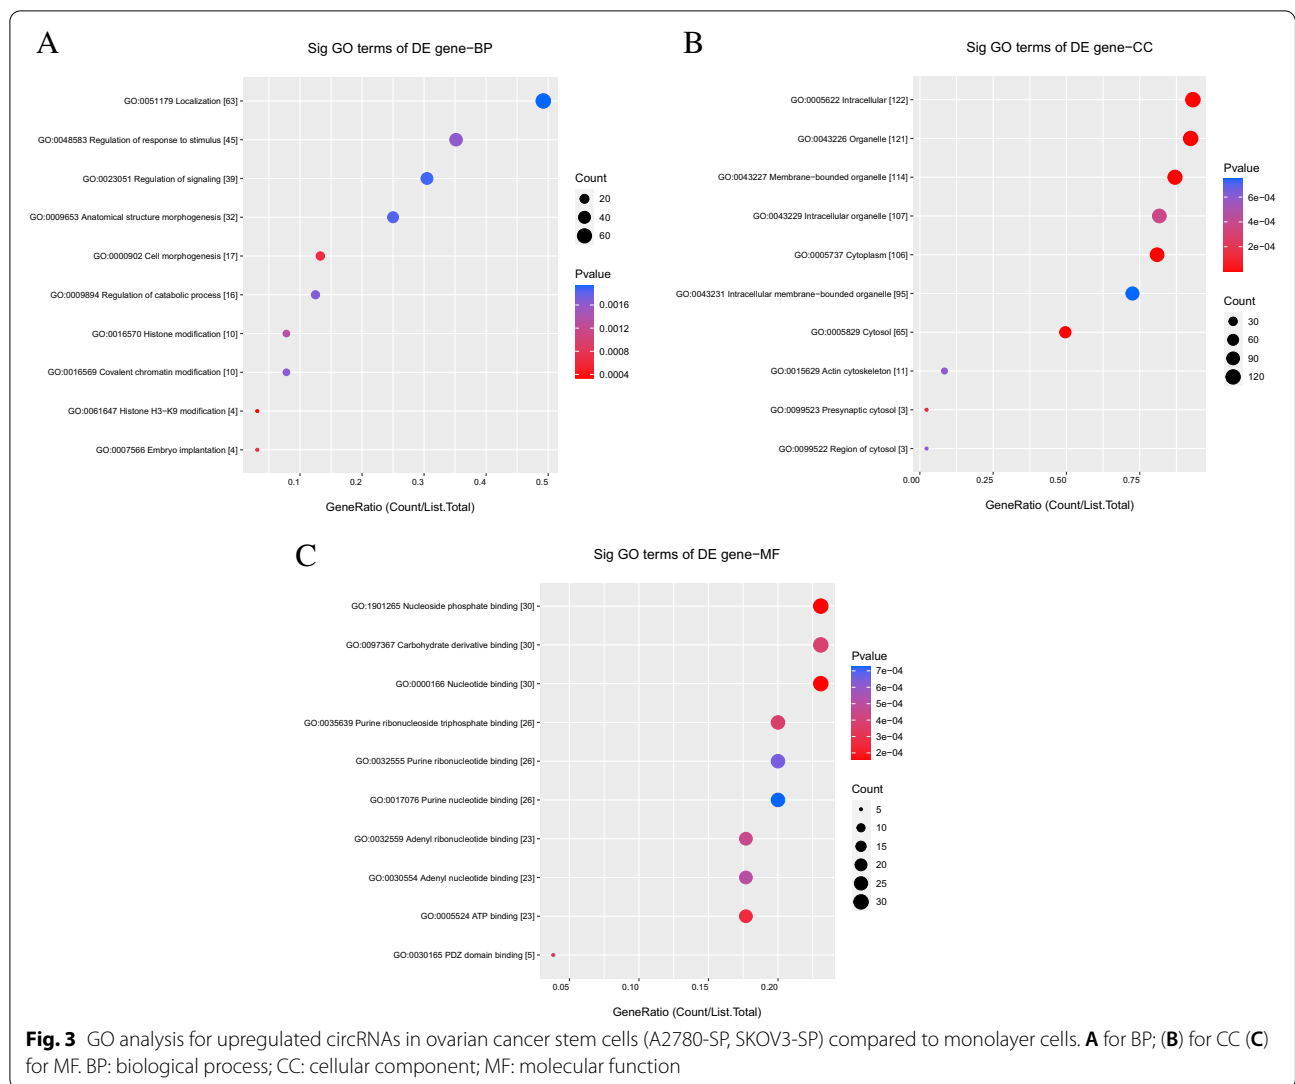 A
Sig GO terms of DE gene−BP
GO:0051179 Localization [63]
GO:0048583 Regulation of response to stimulus [45]
GO:0023051 Regulation of signaling [39]
GO:0009653 Anatomical structure morphogenesis [32]
GO:0000902 Cell morphogenesis [17]
GO:0009894 Regulation of catabolic process [16]
GO:0016570 Histone modification [10]
GO:0016569 Covalent chromatin modification [10]
GO:0061647 Histone H3−K9 modification [4]
GO:0007566 Embryo implantation [4]
0.1 0.2 0.3 0.4 0.5
GeneRatio (Count/List.Total)
Count
20
40
60
Pvalue
0.0016
0.0012
0.0008
0.0004
B
Sig GO terms of DE gene−CC
GO:0005622 Intracellular [122]
GO:0043226 Organelle [121]
GO:0043227 Membrane−bounded organelle [114]
GO:0043229 Intracellular organelle [107]
GO:0005737 Cytoplasm [106]
GO:0043231 Intracellular membrane−bounded organelle [95]
GO:0005829 Cytosol [65]
GO:0015629 Actin cytoskeleton [11]
GO:0099523 Presynaptic cytosol [3]
GO:0099522 Region of cytosol [3]
0.00 0.25 0.50 0.75
GeneRatio (Count/List.Total)
Pvalue
6e−04
4e−04
2e−04
Count
30
60
90
120
C
Sig GO terms of DE gene−MF
GO:1901265 Nucleoside phosphate binding [30]
GO:0097367 Carbohydrate derivative binding [30]
GO:0000166 Nucleotide binding [30]
GO:0035639 Purine ribonucleoside triphosphate binding [26]
GO:0032555 Purine ribonucleotide binding [26]
GO:0017076 Purine nucleotide binding [26]
GO:0032559 Adenyl ribonucleotide binding [23]
GO:0030554 Adenyl nucleotide binding [23]
GO:0005524 ATP binding [23]
GO:0030165 PDZ domain binding [5]
0.05 0.10 0.15 0.20
GeneRatio (Count/List.Total)
Pvalue
7e−04
6e−04
5e−04
4e−04
3e−04
2e−04
Count
5
10
15
20
25
30
Fig. 3 GO analysis for upregulated circRNAs in ovarian cancer stem cells (A2780-SP, SKOV3-SP) compared to monolayer cells. A for BP; (B) for CC (C)
for MF. BP: biological process; CC: cellular component; MF: molecular function